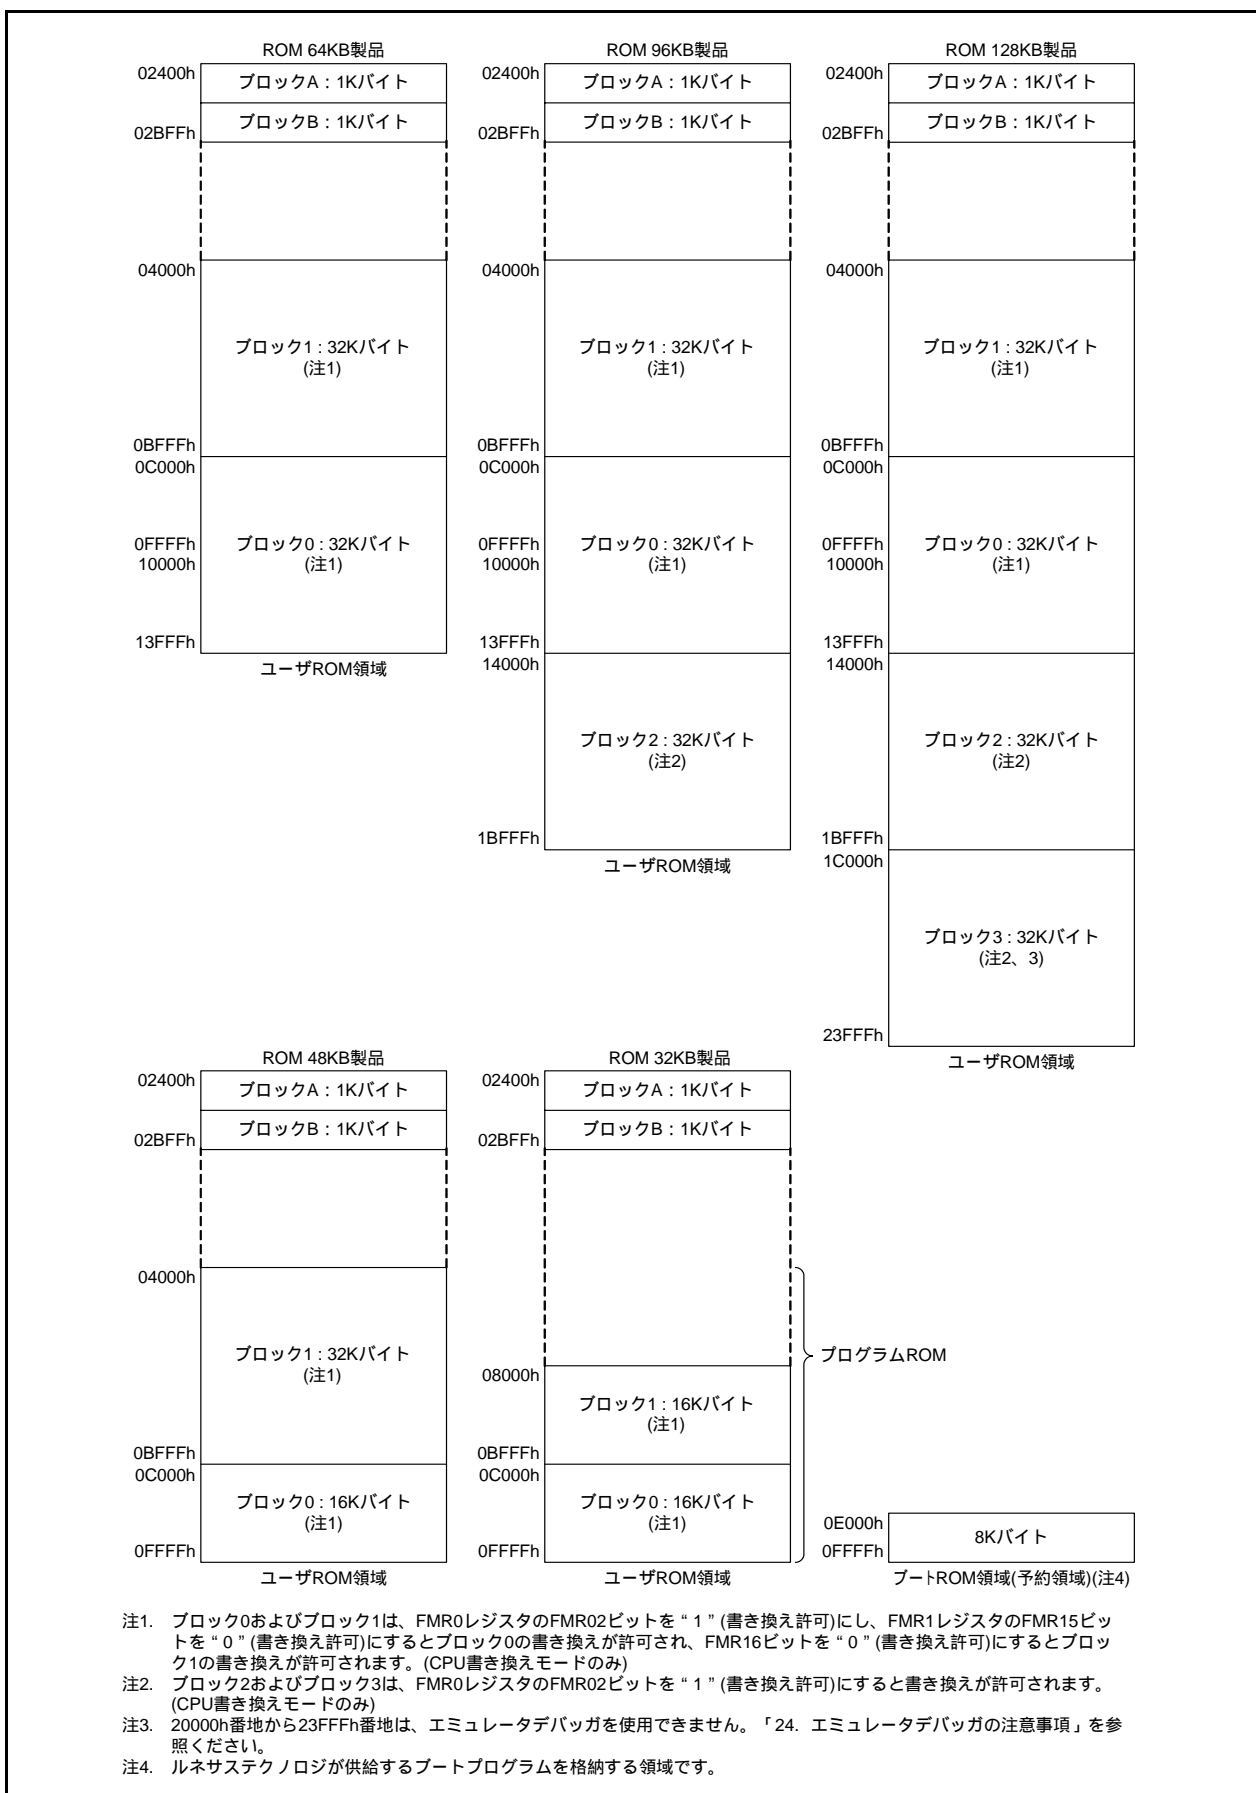 ROM 64KB製品
02400h
ブロックA：1Kバイト
ブロックB：1Kバイト
02BFFh
04000h
ブロック1 : 32Kバイト
(注1)
0BFFFh
0C000h
0FFFFh
10000h
ブロック0 : 32Kバイト
(注1)
13FFFh
ユーザROM領域
ROM 96KB製品
02400h
ブロックA：1Kバイト
ブロックB：1Kバイト
02BFFh
04000h
ブロック1 : 32Kバイト
(注1)
0BFFFh
0C000h
0FFFFh
10000h
ブロック0 : 32Kバイト
(注1)
13FFFh
14000h
ブロック2 : 32Kバイト
(注2)
1BFFFh
ユーザROM領域
ROM 128KB製品
02400h
ブロックA：1Kバイト
ブロックB：1Kバイト
02BFFh
04000h
ブロック1 : 32Kバイト
(注1)
0BFFFh
0C000h
0FFFFh
10000h
ブロック0 : 32Kバイト
(注1)
13FFFh
14000h
ブロック2 : 32Kバイト
(注2)
1BFFFh
1C000h
ブロック3 : 32Kバイト
(注2、3)
23FFFh
ユーザROM領域
ROM 48KB製品
02400h
ブロックA：1Kバイト
ブロックB：1Kバイト
02BFFh
04000h
ブロック1 : 32Kバイト
(注1)
0BFFFh
0C000h
ブロック0 : 16Kバイト
(注1)
0FFFFh
ユーザROM領域
ROM 32KB製品
02400h
ブロックA：1Kバイト
ブロックB：1Kバイト
02BFFh
プログラムROM
08000h
ブロック1 : 16Kバイト
(注1)
0BFFFh
0C000h
ブロック0 : 16Kバイト
(注1)
0FFFFh
ユーザROM領域
0E000h
8Kバイト
0FFFFh
ブートROM領域(予約領域)(注4)
注1. ブロック0およびブロック1は、FMR0レジスタのFMR02ビットを“1”(書き換え許可)にし、FMR1レジスタのFMR15ビッ
トを“0”(書き換え許可)にするとブロック0の書き換えが許可され、FMR16ビットを“0”(書き換え許可)にするとブロッ
ク1の書き換えが許可されます。(CPU書き換えモードのみ)
注2. ブロック2およびブロック3は、FMR0レジスタのFMR02ビットを“1”(書き換え許可)にすると書き換えが許可されます。
(CPU書き換えモードのみ)
注3. 20000h番地から23FFFh番地は、エミュレータデバッガを使用できません。「24. エミュレータデバッガの注意事項」を参
照ください。
注4. ルネサステクノロジが供給するブートプログラムを格納する領域です。